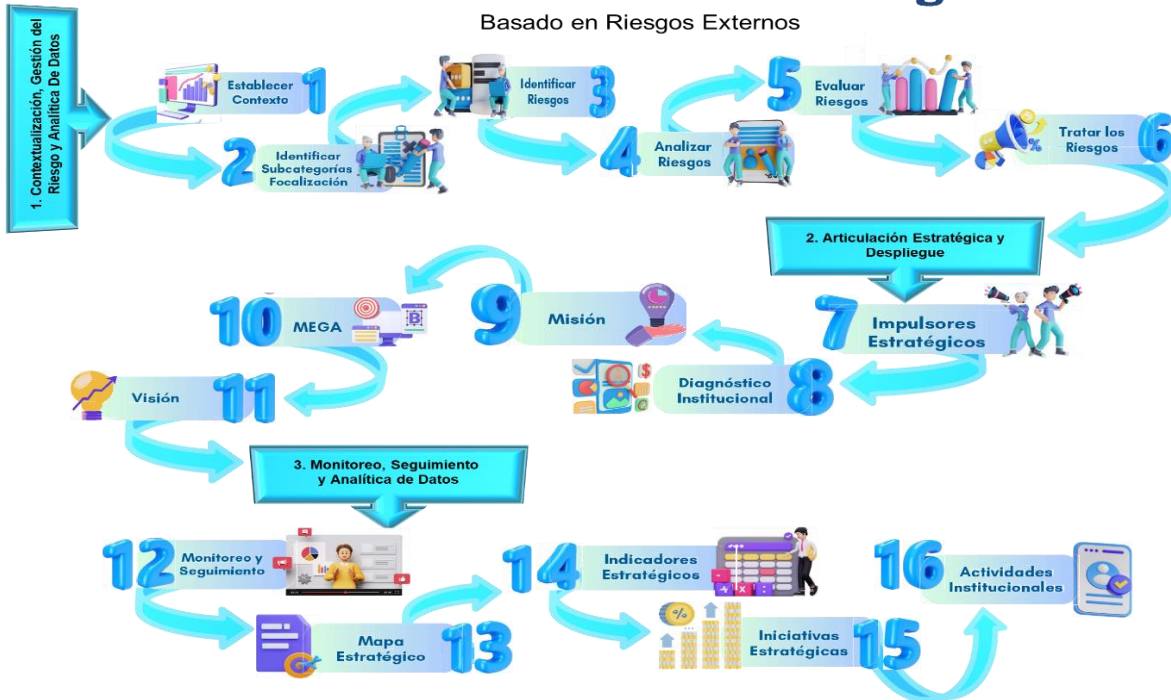 Basado en Riesgos Externos
1. Contextualización, Gestión del
Riesgo y Analítica De Datos
Establecer
Contexto
1
2
Identificar
Subcategorías
Focalización
Identificar
Riesgos
3
4
Analizar
Riesgos
5
Evaluar
Riesgos
Tratar los
Riesgos
6
2. Articulación Estratégica y
Despliegue
7
Impulsores
Estratégicos
Diagnóstico
Institucional
8
9
Misión
10
MEGA
Visión
11
3. Monitoreo, Seguimiento
y Analítica de Datos
12
Monitoreo y
Seguimiento
Mapa
Estratégico
13
14
Indicadores
Estratégicos
Iniciativas
Estratégicas
15
16
Actividades
Institucionales